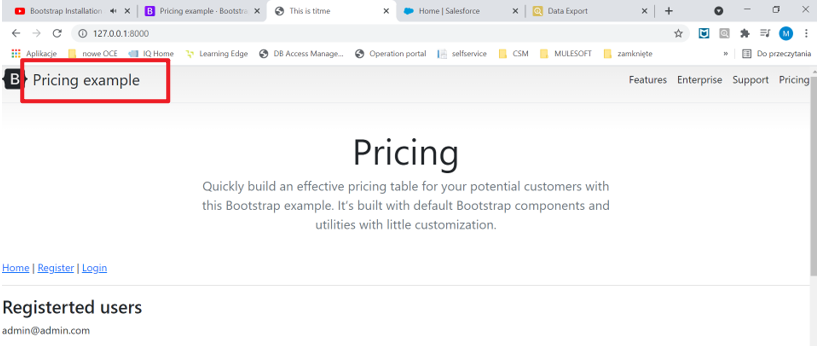 Bootstrap Installation
Pricing example - Bootstra
This is titme
Home | Salesforce
Data Export
127.0.0.1:8000
M
Aplikacje nowe OCE IQ Home Learning Edge DB Access Manage... Operation portal selfservice CSM MULESOFT zamknięte » Do przeczytania
B Pricing example Features Enterprise Support Pricing
Pricing
Quickly build an effective pricing table for your potential customers with
this Bootstrap example. It's built with default Bootstrap components and
utilities with little customization.
Home | Register | Login
Registerted users
admin@admin.com